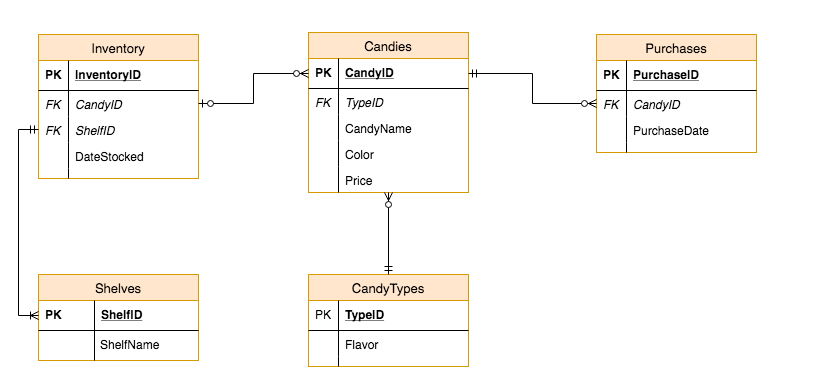 Inventory
PK InventoryID
FK CandyID
FK ShelfID
DateStocked
Candies
PK CandyID
FK TypeID
CandyName
Color
Price
Purchases
PK PurchaseID
FK CandyID
PurchaseDate
Shelves
PK ShelfID
ShelfName
CandyTypes
PK TypeID
Flavor